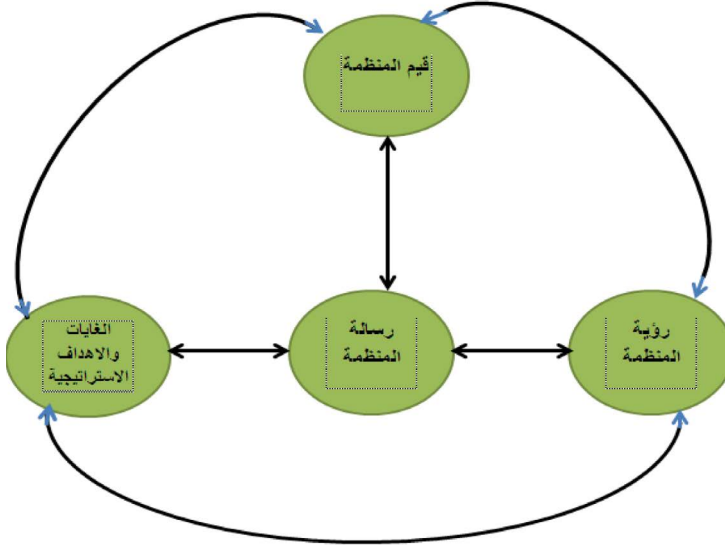 قيم المنظمة
رؤية
المنظمة
رسالة
المنظمة
الغايات
والاهداف
الاستراتيجية